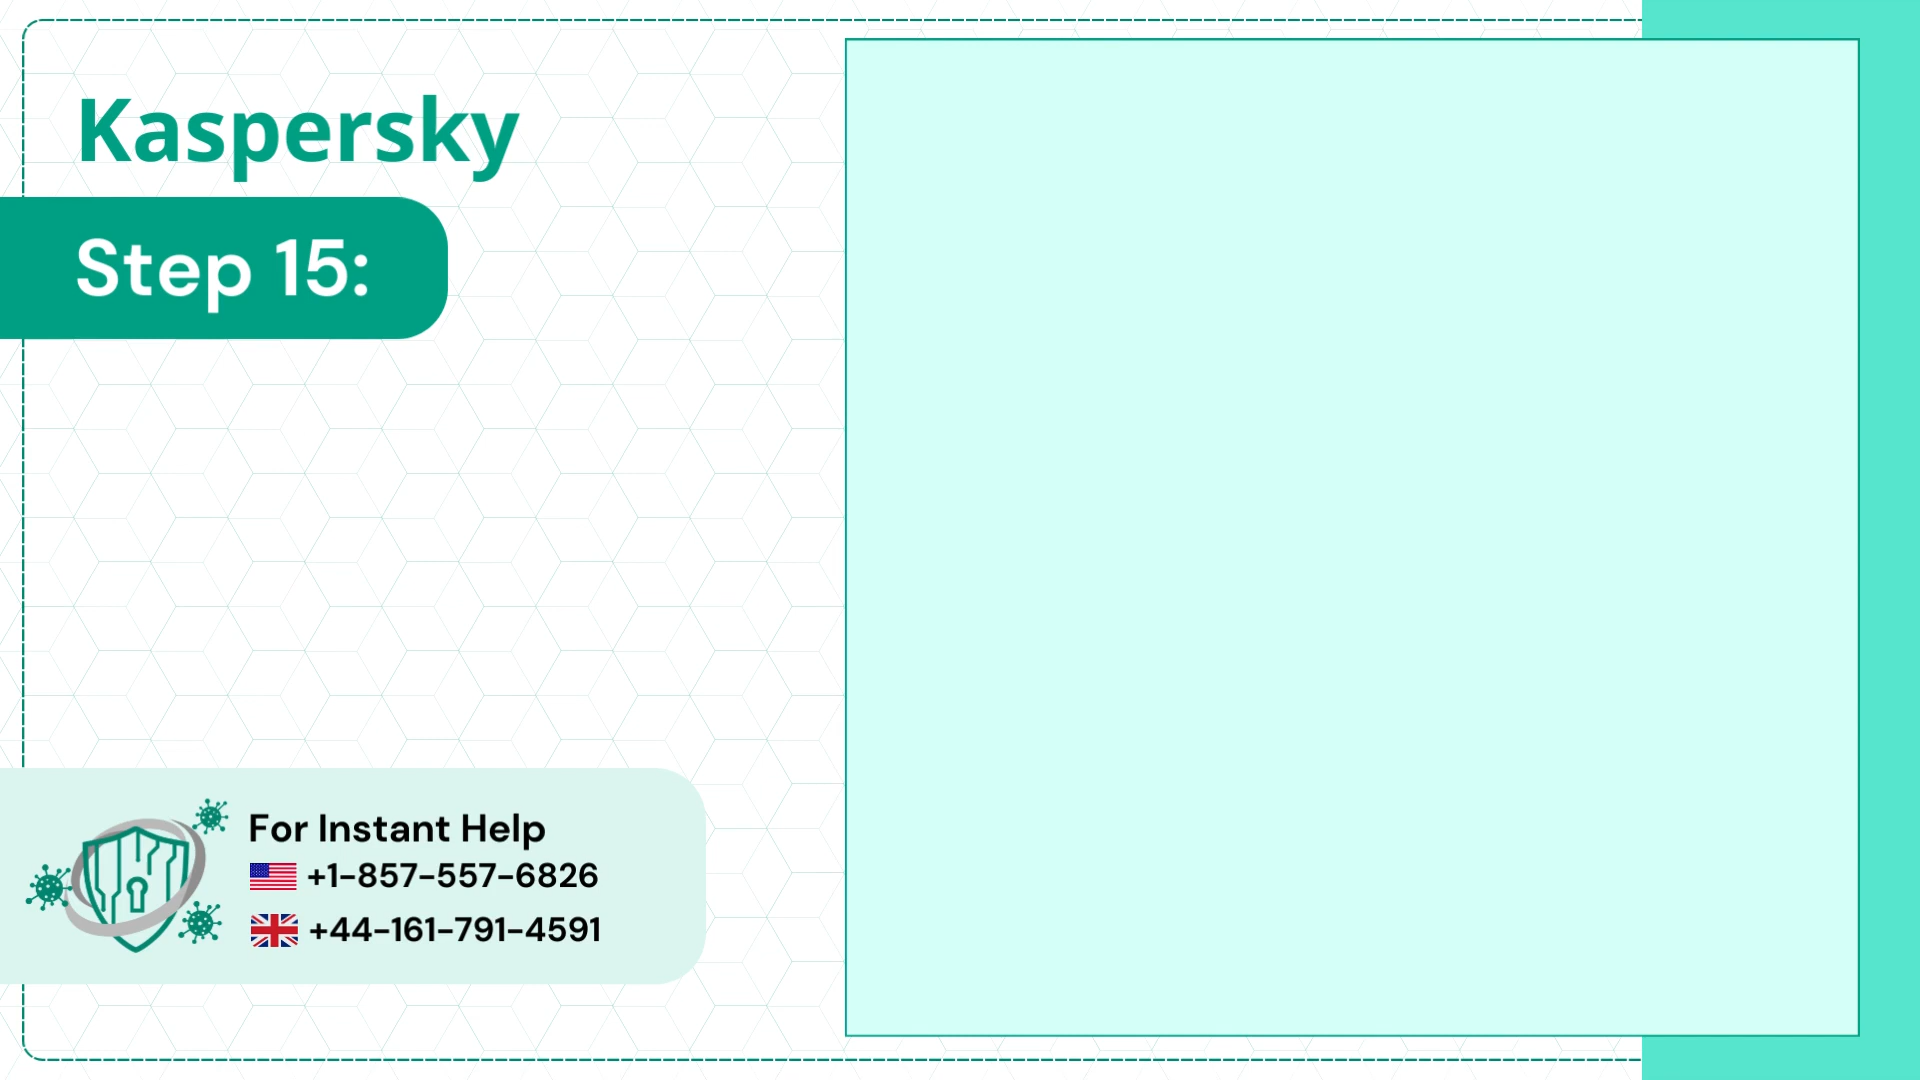 Kaspersky
Step 15:
For Instant Help
+1-857-557-6826
+44-161-791-4591